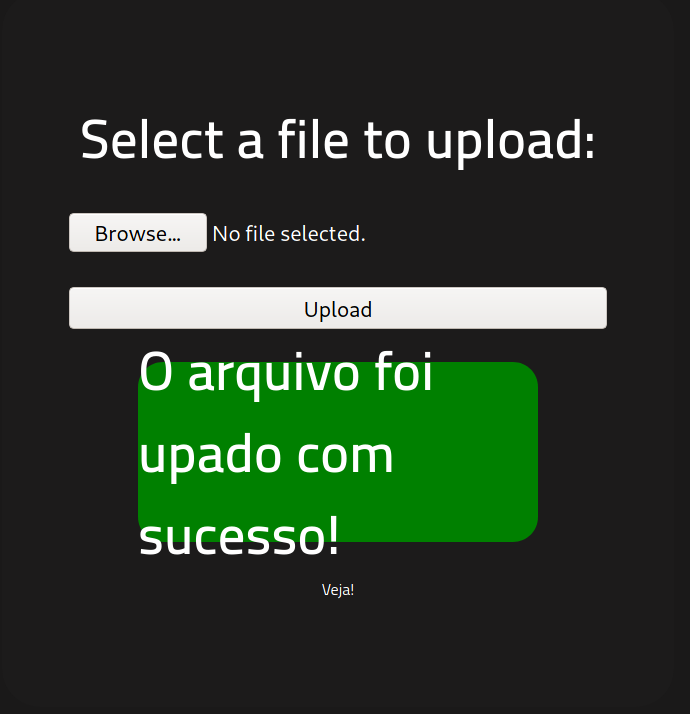 Select a file to upload:
Browse... No file selected.
Upload
O arquivo foi
upado com
sucesso!
Veja!